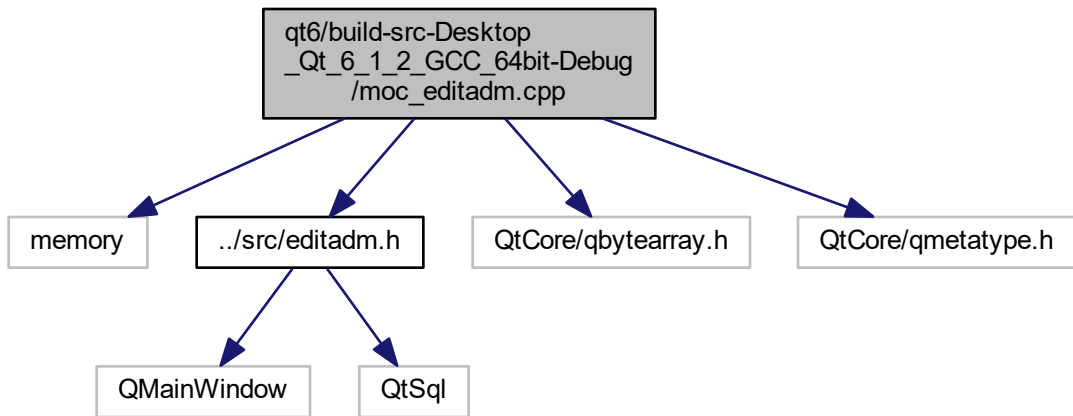 qt6/build-src-Desktop
_Qt_6_1_2_GCC_64bit-Debug
/moc_editadm.cpp
memory
../src/editadm.h
QtCore/qbytearray.h
QtCore/qmetatype.h
QMainWindow
QtSql